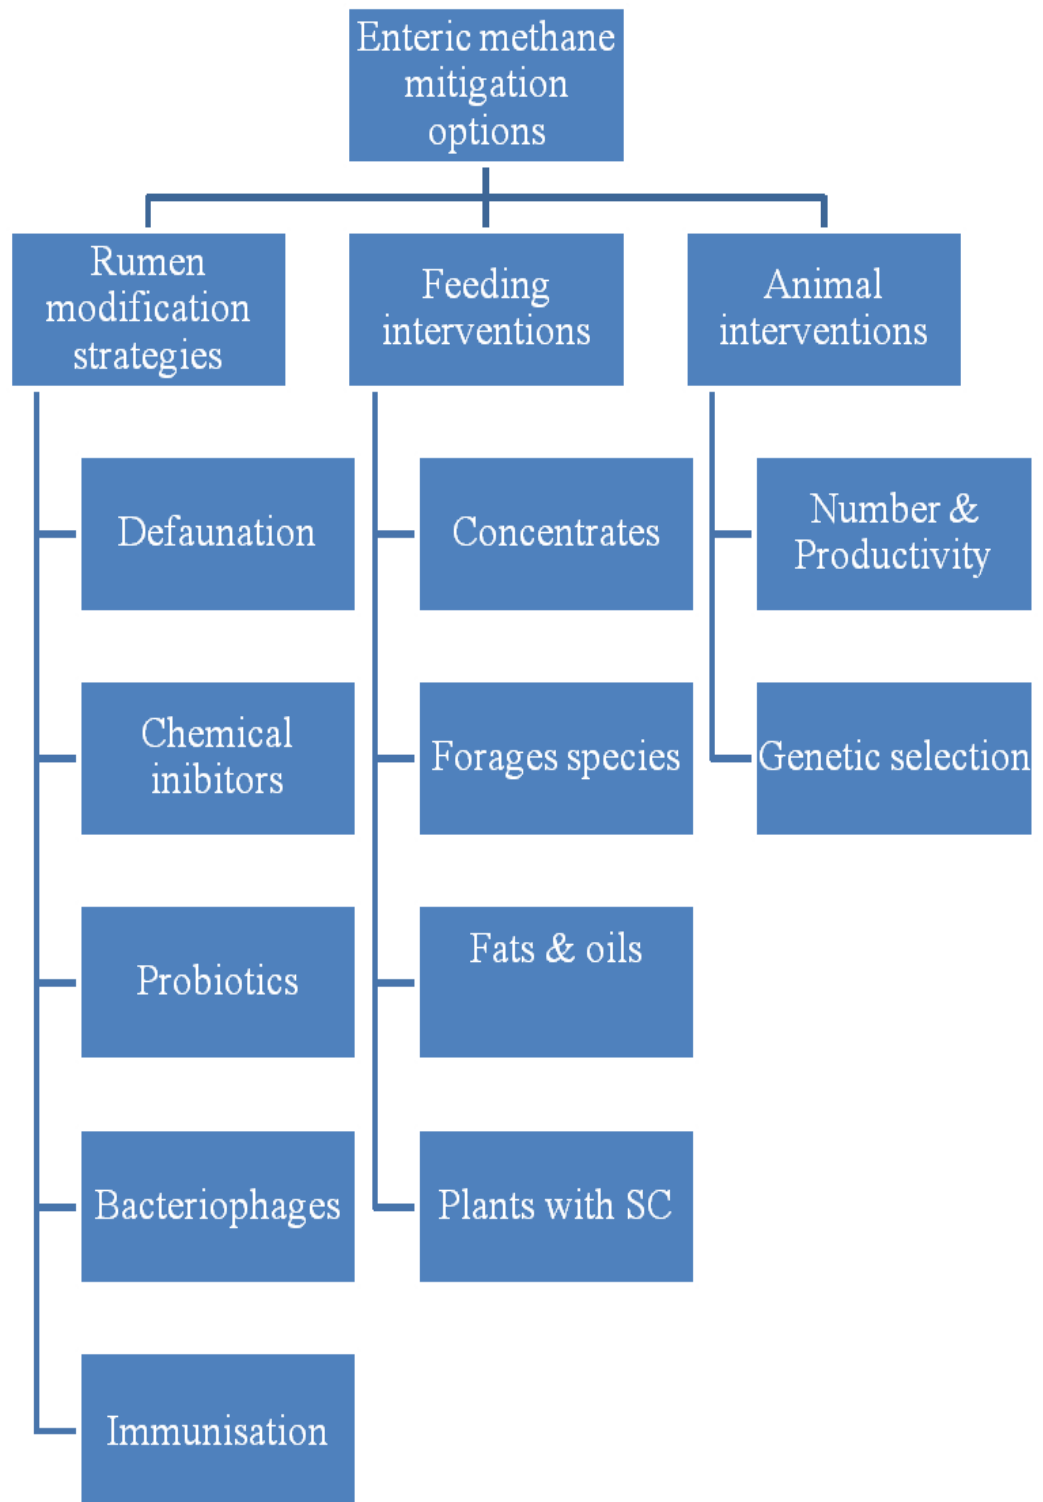 Enteric methane
mitigation
options
Rumen
modification
strategies
Feeding
interventions
Animal
interventions
Defaunation
Concentrates
Number &
Productivity
Chemical
inibitors
Forages species
Genetic selection
Probiotics
Fats & oils
Bacteriophages
Plants with SC
Immunisation